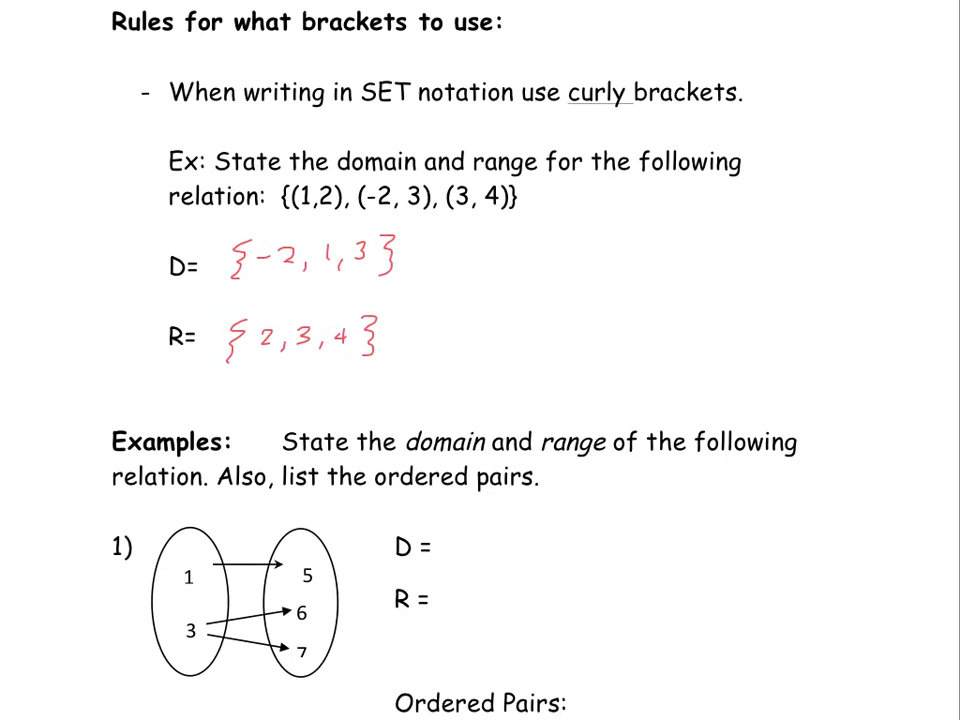 Rules for what brackets to use:
- When writing in SET notation use curly brackets.
Ex: State the domain and range for the following
relation: {(1,2), (-2, 3), (3, 4)}
D= {-2, 1, 3}
R= {2, 3, 4}
Examples: State the domain and range of the following
relation. Also, list the ordered pairs.
1)
1
3
5
6
7
D =
R =
Ordered Pairs: